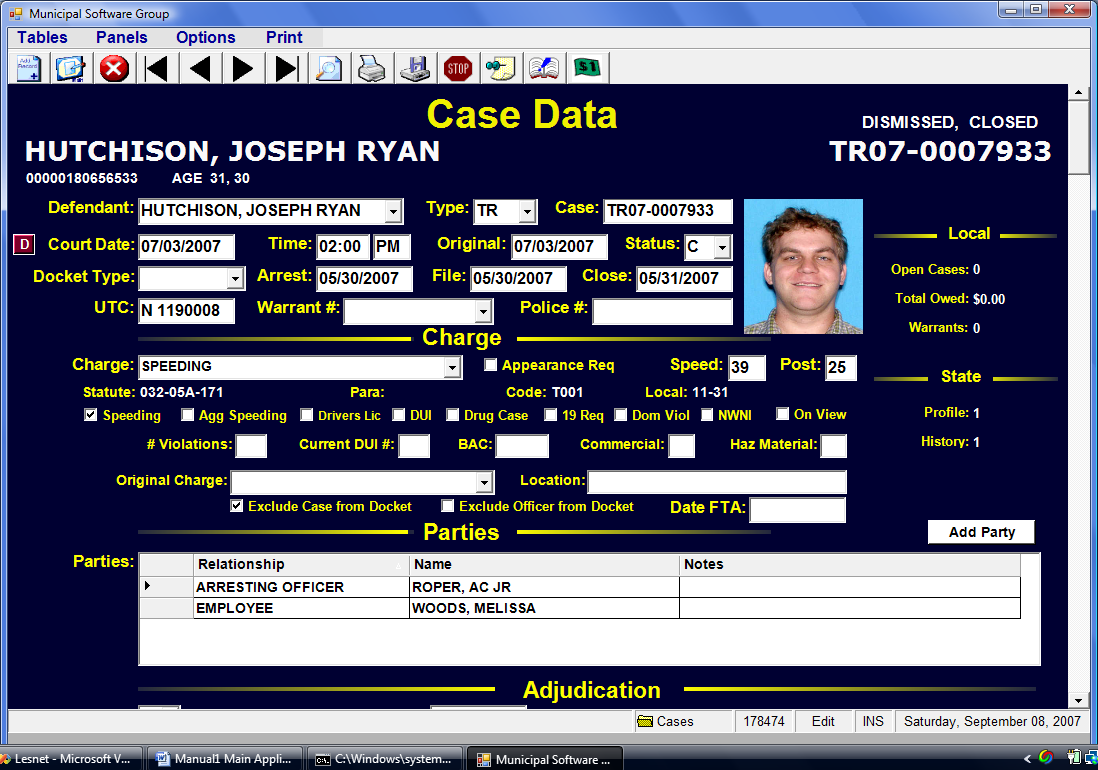 Municipal Software Group
Tables Panels Options Print
Add Record STOP $1
Case Data
DISMISSED, CLOSED
HUTCHISON, JOSEPH RYAN TR07-0007933
00000180656533 AGE 31, 30
Defendant: HUTCHISON, JOSEPH RYAN Type: TR Case: TR07-0007933
D Court Date: 07/03/2007 Time: 02:00 PM Original: 07/03/2007 Status: C
Docket Type: Arrest: 05/30/2007 File: 05/30/2007 Close: 05/31/2007
UTC: N 1190008 Warrant #: Police #:
Local
Open Cases: 0
Total Owed: $0.00
Warrants: 0
Charge
Charge: SPEEDING Appearance Req Speed: 39 Post: 25
Statute: 032-05A-171 Para: Code: T001 Local: 11-31
Speeding Agg Speeding Drivers Lic DUI Drug Case 19 Req Dom Viol NWNI On View
# Violations: Current DUI #: BAC: Commercial: Haz Material:
State
Profile: 1
History: 1
Original Charge: Location:
Exclude Case from Docket Exclude Officer from Docket Date FTA:
Parties
Add Party
Parties: Relationship Name Notes
ARRESTING OFFICER ROPER, AC JR
EMPLOYEE WOODS, MELISSA
Adjudication
Cases 178474 Edit INS Saturday, September 08, 2007
Lesnet - Microsoft V... Manual1 Main Appli... C:\Windows\system... Municipal Software ...